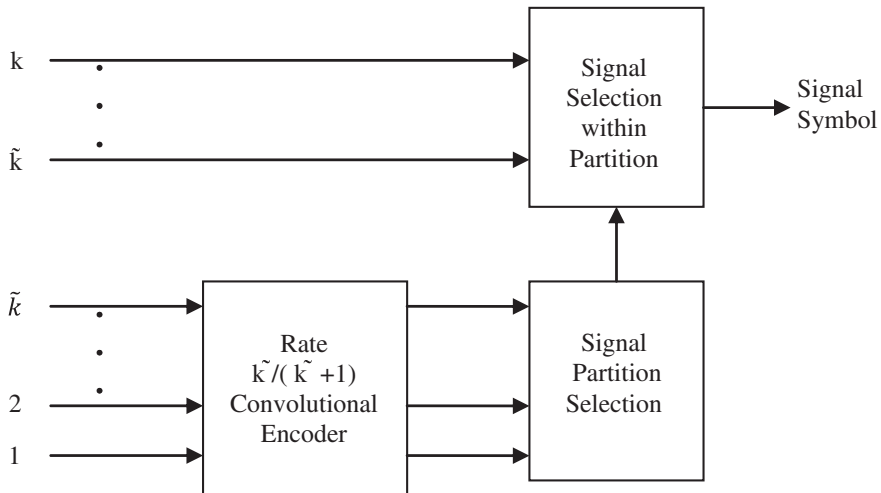 k
k̃
Signal
Selection
within
Partition
Signal
Symbol
k̃
2
1
Rate
k̃/( k̃ +1)
Convolutional
Encoder
Signal
Partition
Selection